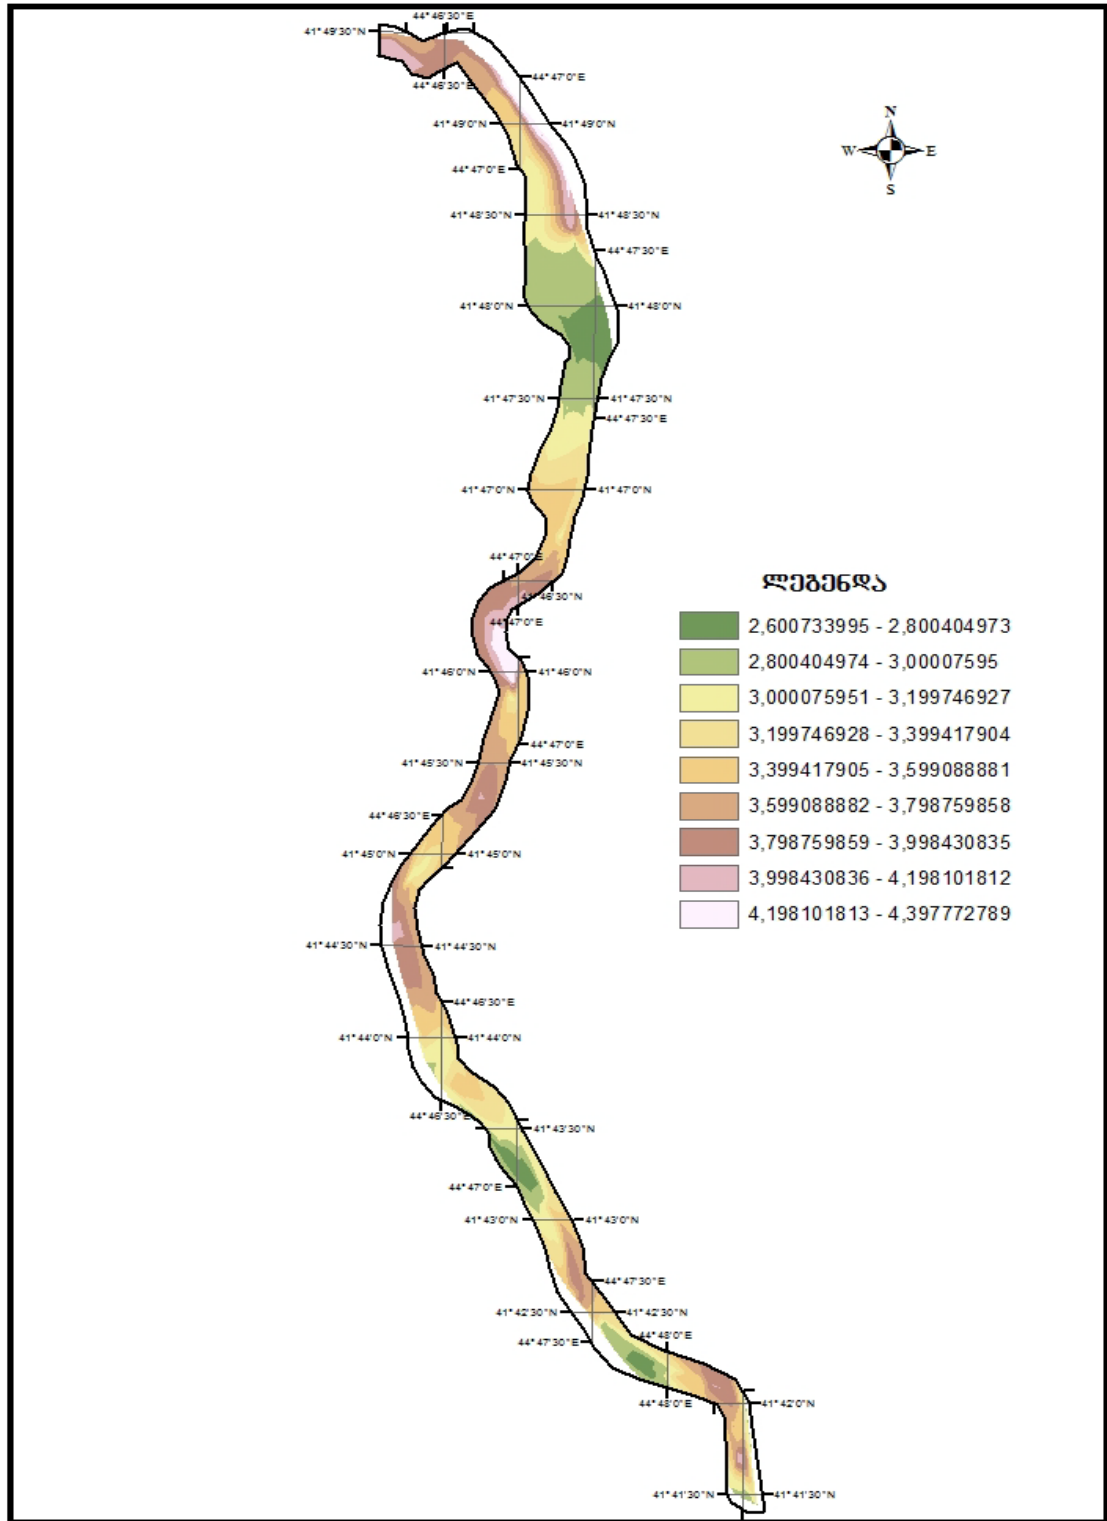 44°46'30"E
41°49'30"N
44°46'30"E
44°47'0"E
41°49'0"N
41°49'0"N
44°47'0"E
41°48'30"N
41°48'30"N
44°47'30"E
41°48'0"N
41°48'0"N
41°47'30"N
41°47'30"N
44°47'30"E
41°47'0"N
41°47'0"N
44°47'0"E
41°46'30"N
44°47'0"E
41°46'0"N
41°46'0"N
44°47'0"E
41°45'30"N
41°45'30"N
44°46'30"E
41°45'0"N
41°45'0"N
41°44'30"N
41°44'30"N
44°46'30"E
41°44'0"N
41°44'0"N
44°46'30"E
41°43'30"N
44°47'0"E
41°43'0"N
41°43'0"N
44°47'30"E
41°42'30"N
41°42'30"N
44°47'30"E
44°48'0"E
44°48'0"E
41°42'0"N
41°41'30"N
41°41'30"N
N
W
E
S
ლეგენდა
2,600733995 - 2,800404973
2,800404974 - 3,00007595
3,000075951 - 3,199746927
3,199746928 - 3,399417904
3,399417905 - 3,599088881
3,599088882 - 3,798759858
3,798759859 - 3,998430835
3,998430836 - 4,198101812
4,198101813 - 4,397772789